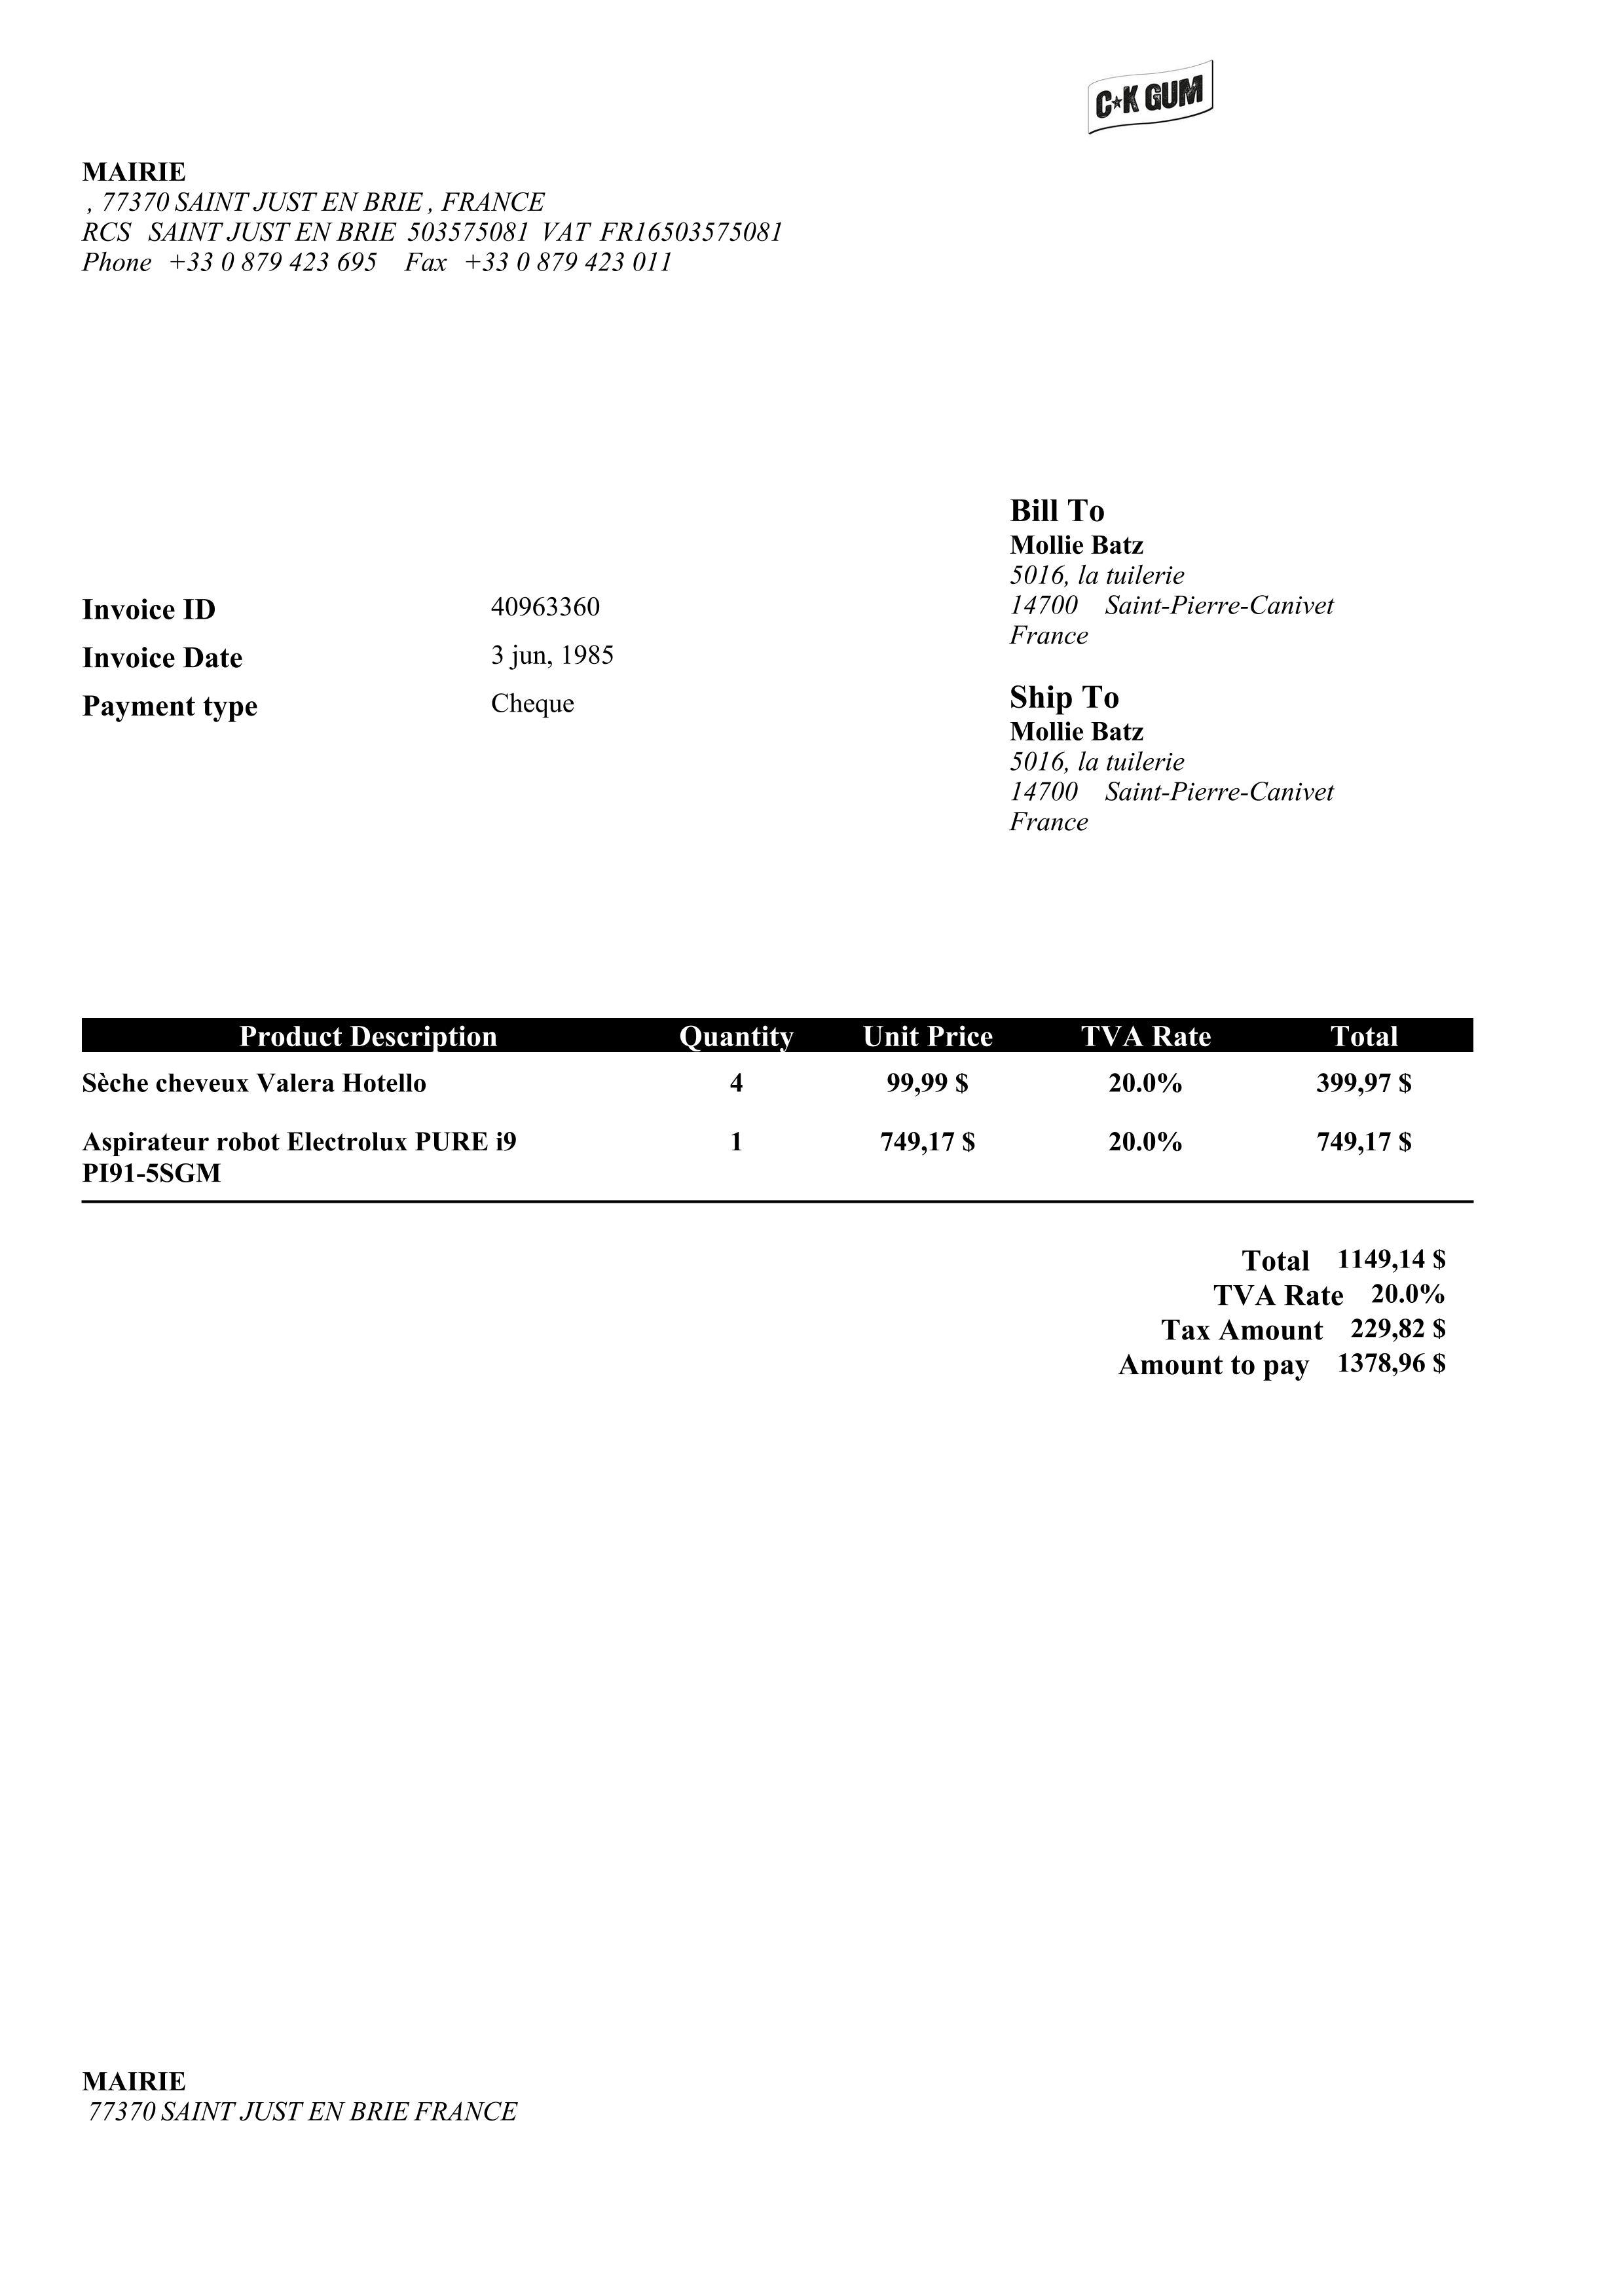 C★K GUM
MAIRIE
, 77370 SAINT JUST EN BRIE , FRANCE
RCS SAINT JUST EN BRIE 503575081 VAT FR16503575081
Phone +33 0 879 423 695 Fax +33 0 879 423 011
Bill To
Mollie Batz
5016, la tuilerie
14700 Saint-Pierre-Canivet
France
Invoice ID 40963360
Invoice Date 3 jun, 1985
Payment type Cheque
Ship To
Mollie Batz
5016, la tuilerie
14700 Saint-Pierre-Canivet
France
Product Description Quantity Unit Price TVA Rate Total
Sèche cheveux Valera Hotello 4 99,99 $ 20.0% 399,97 $
Aspirateur robot Electrolux PURE i9 1 749,17 $ 20.0% 749,17 $
PI91-5SGM
Total 1149,14 $
TVA Rate 20.0%
Tax Amount 229,82 $
Amount to pay 1378,96 $
MAIRIE
77370 SAINT JUST EN BRIE FRANCE